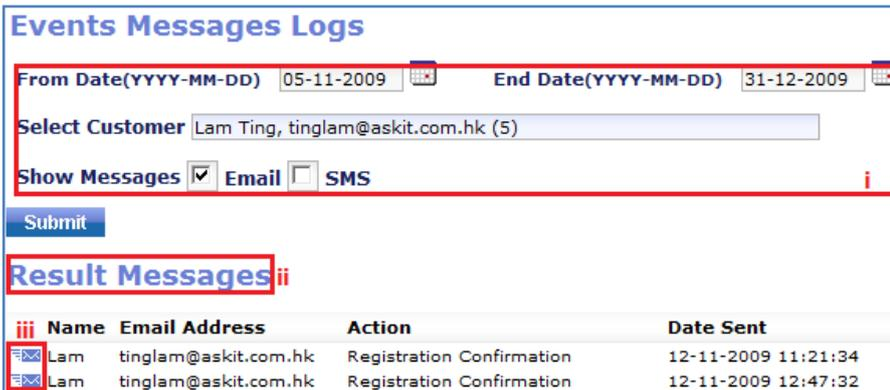 Events Messages Logs
From Date(YYYY-MM-DD) 05-11-2009 End Date(YYYY-MM-DD) 31-12-2009
Select Customer Lam Ting, tinglam@askit.com.hk (5)
Show Messages Email SMS i
Submit
Result Messages ii
iii Name Email Address Action Date Sent
Lam tinglam@askit.com.hk Registration Confirmation 12-11-2009 11:21:34
Lam tinglam@askit.com.hk Registration Confirmation 12-11-2009 12:47:32